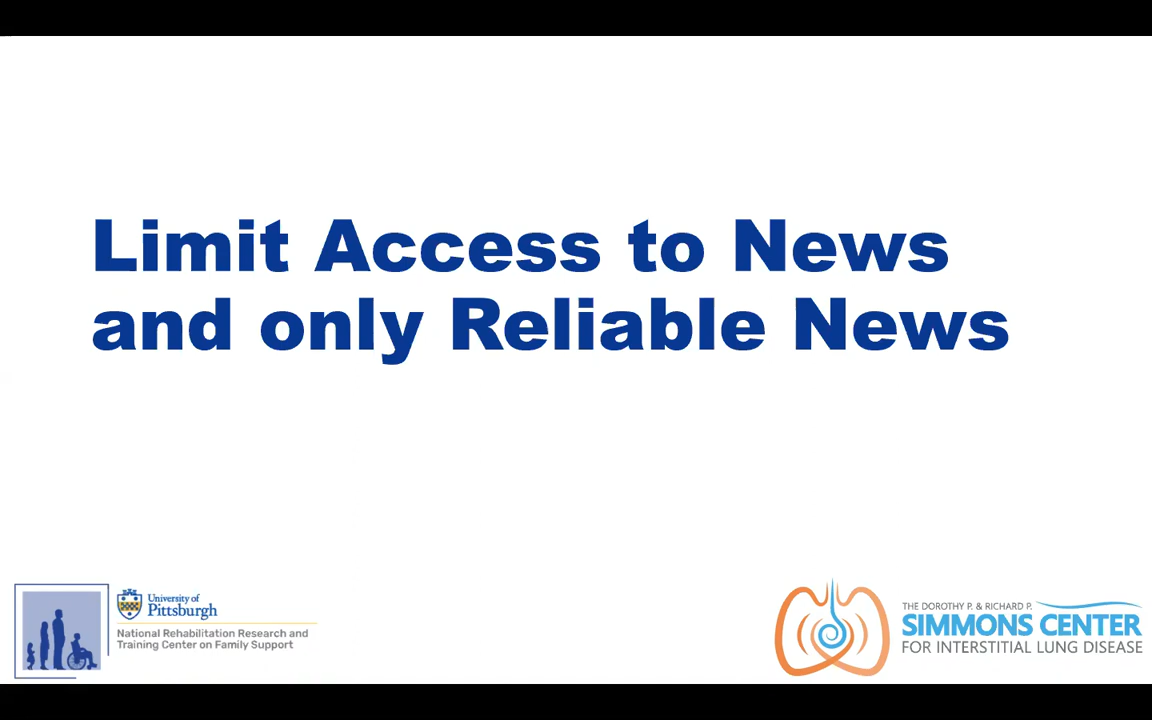 Limit Access to News
and only Reliable News
University of
Pittsburgh
National Rehabilitation Research and
Training Center on Family Support
THE DOROTHY P. & RICHARD P.
SIMMONS CENTER
FOR INTERSTITIAL LUNG DISEASE